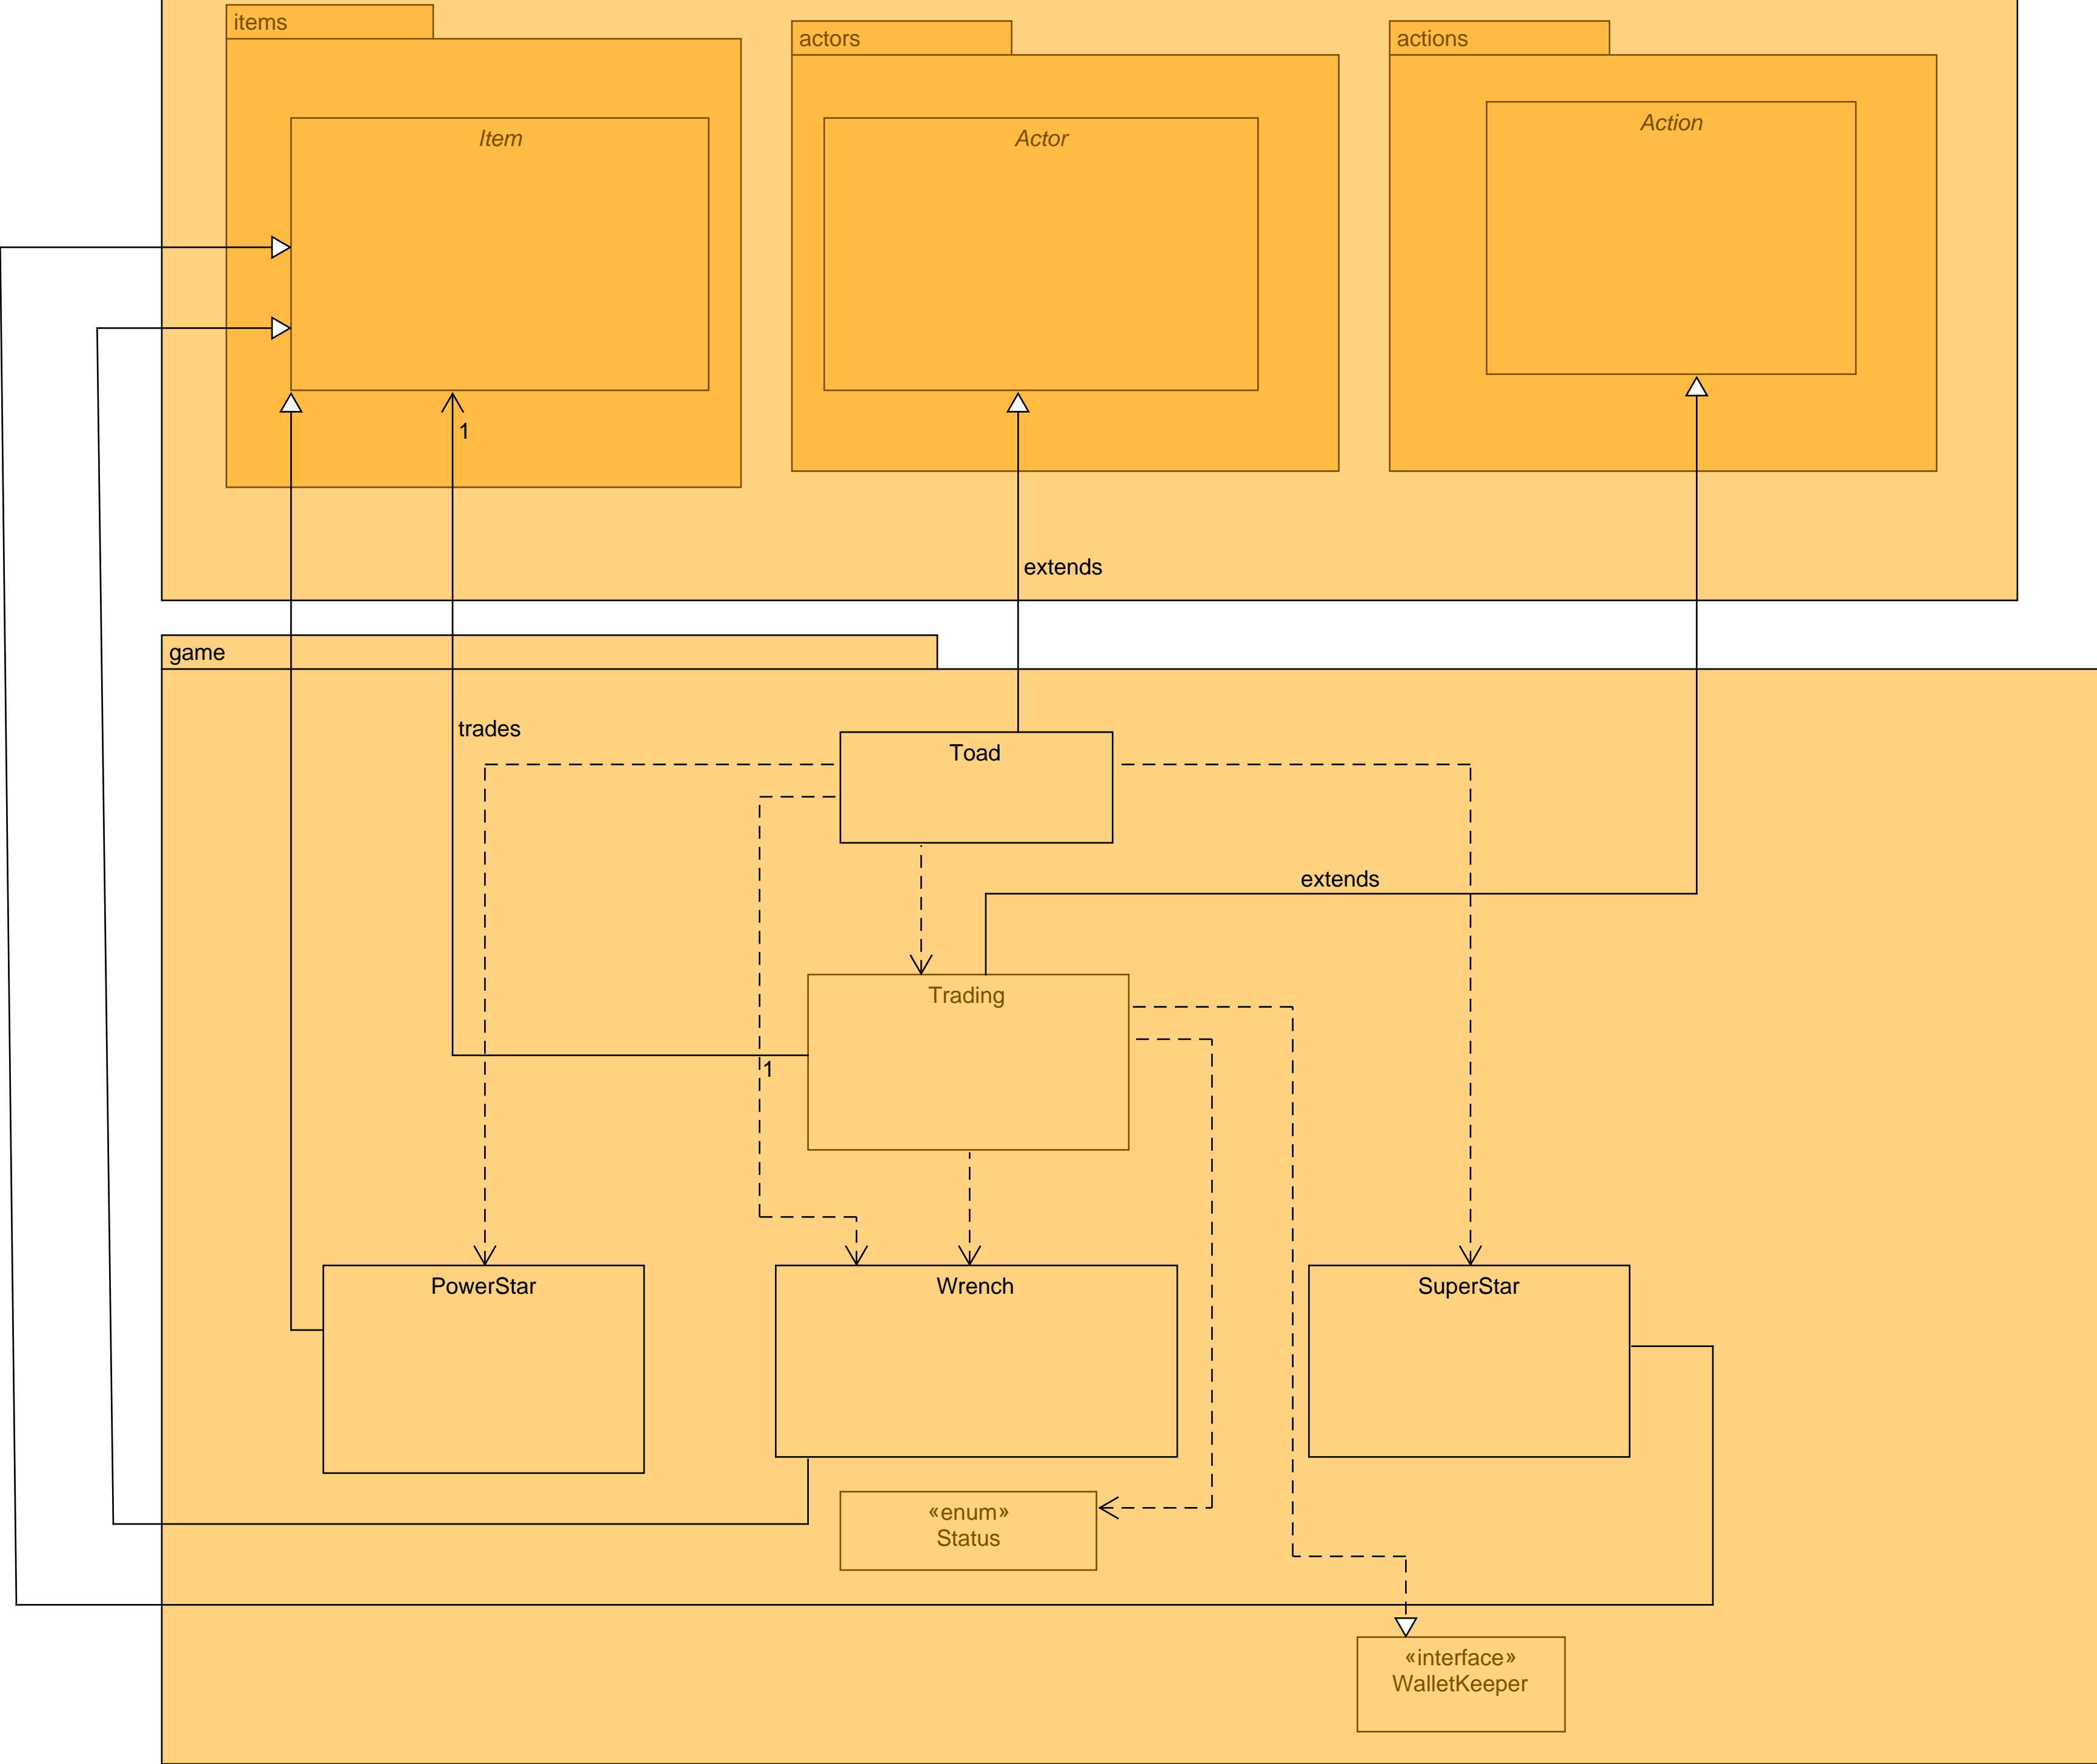 items
actors
actions
Item
Actor
Action
1
extends
game
trades
Toad
extends
Trading
1
PowerStar
Wrench
SuperStar
«enum»
Status
«interface»
WalletKeeper